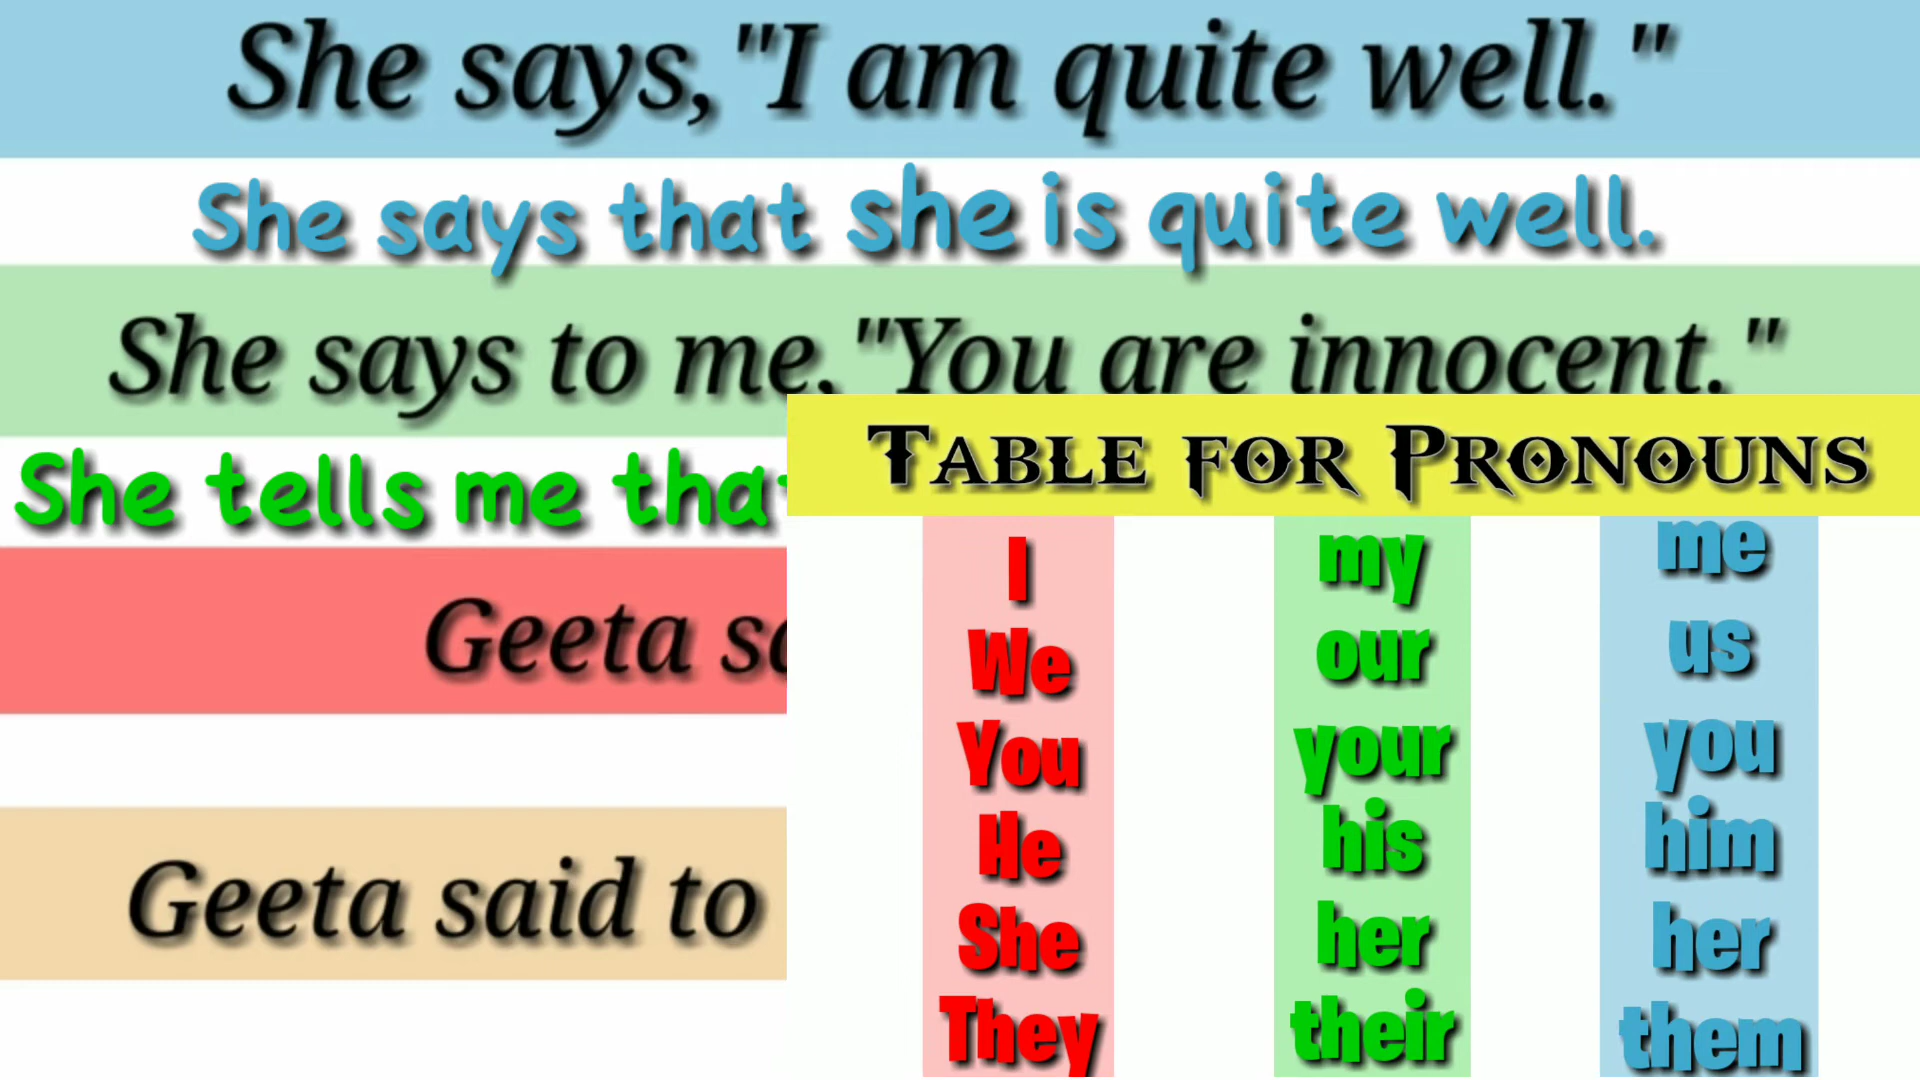 She says,"I am quite well."
She says that she is quite well.
She says to me,"You are innocent."
She tells me
Geeta
Geeta said to
TABLE FOR PRONOUNS
I my me
We our us
You your you
He his him
She her her
They their them